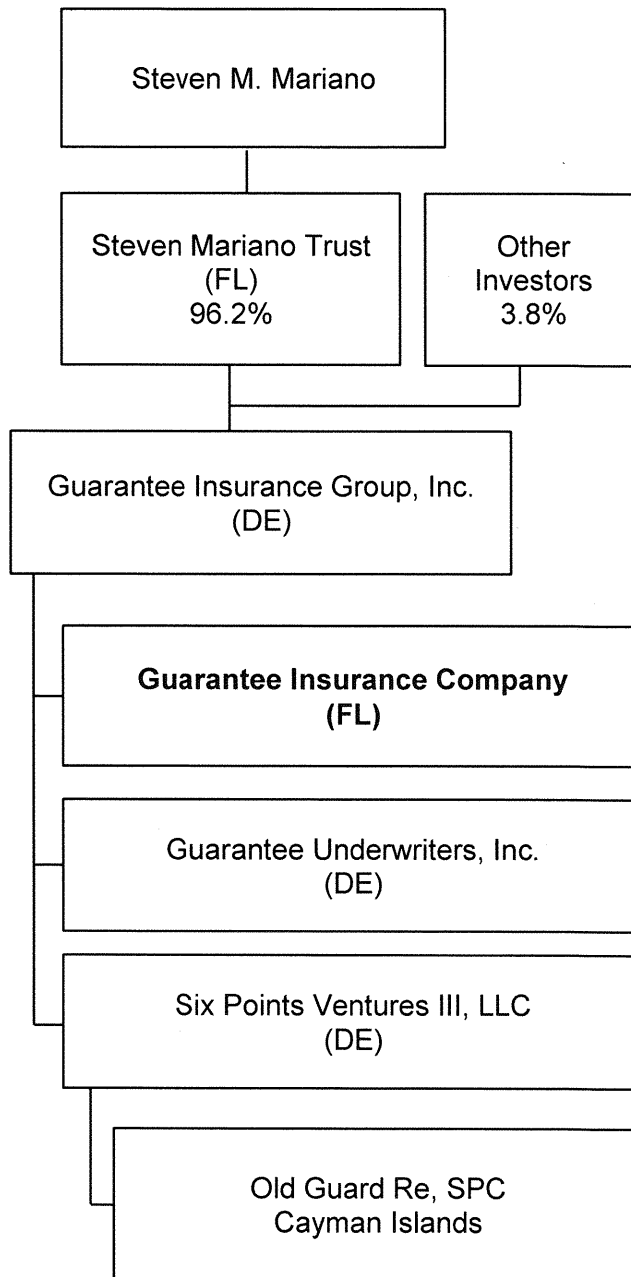 Steven M. Mariano
Steven Mariano Trust
(FL)
96.2%
Other
Investors
3.8%
Guarantee Insurance Group, Inc.
(DE)
Guarantee Insurance Company
(FL)
Guarantee Underwriters, Inc.
(DE)
Six Points Ventures III, LLC
(DE)
Old Guard Re, SPC
Cayman Islands